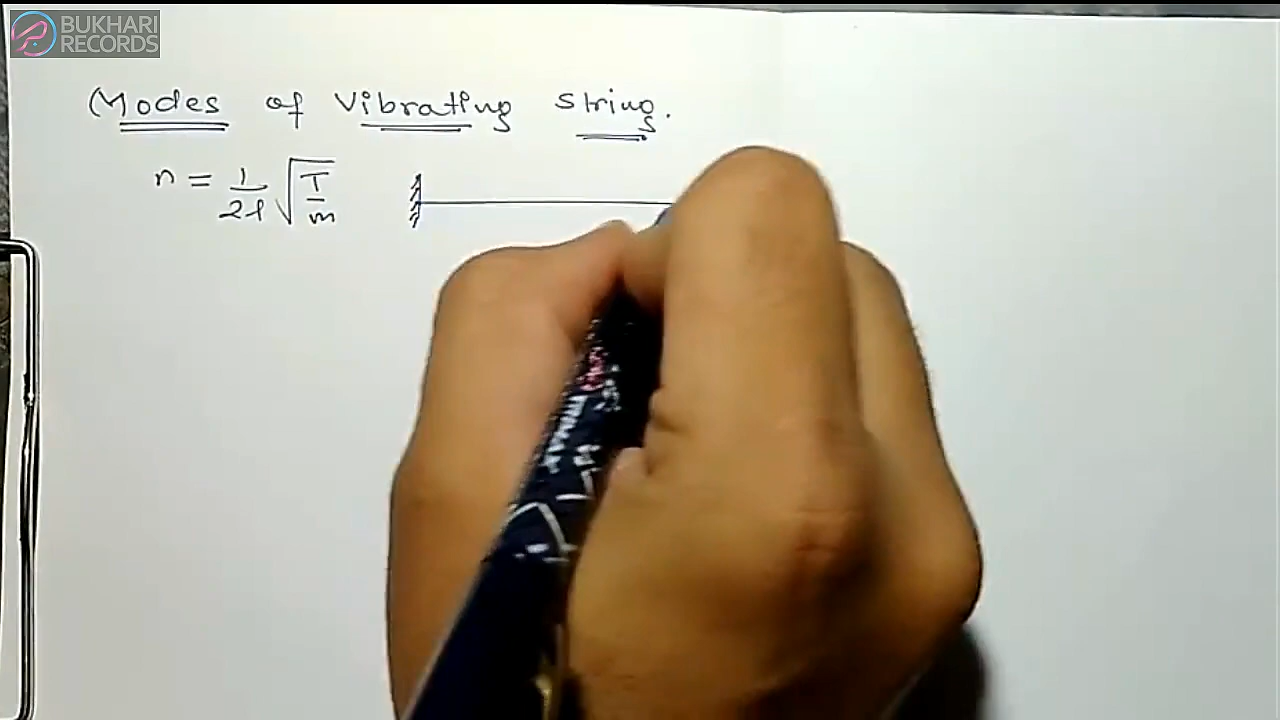 BUKHARI
RECORDS
Modes of Vibrating String.
n = 1/2l √T/m